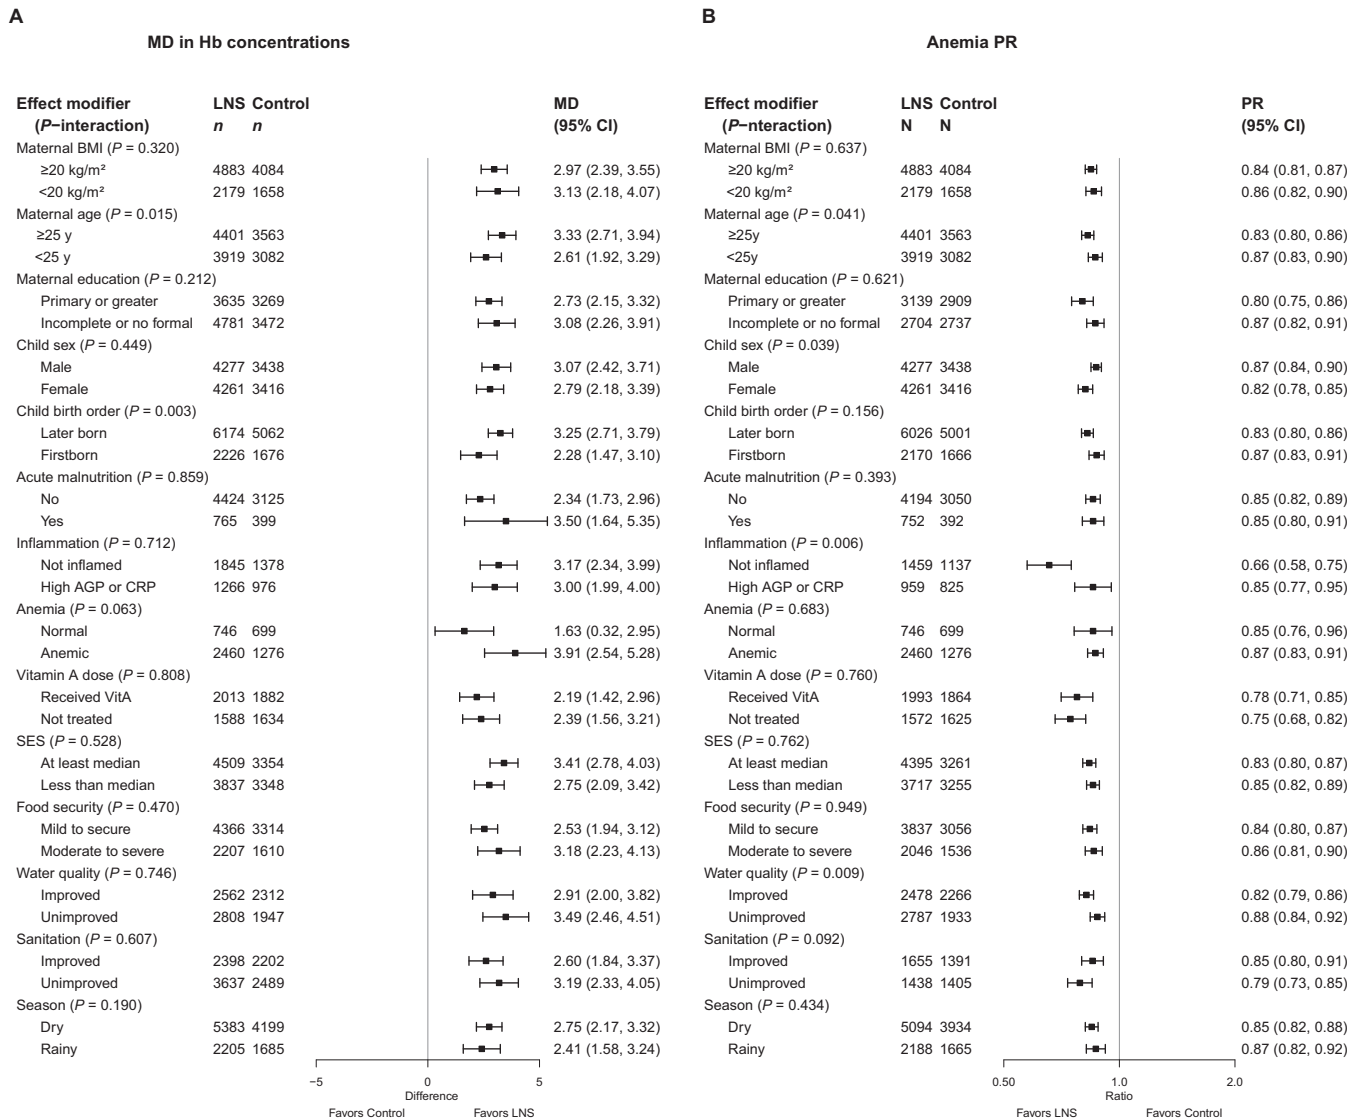 A
MD in Hb concentrations
Effect modifier LNS Control MD
(P−interaction) n n (95% CI)
Maternal BMI (P = 0.320)
≥20 kg/m² 4883 4084 2.97 (2.39, 3.55)
<20 kg/m² 2179 1658 3.13 (2.18, 4.07)
Maternal age (P = 0.015)
≥25 y 4401 3563 3.33 (2.71, 3.94)
<25 y 3919 3082 2.61 (1.92, 3.29)
Maternal education (P = 0.212)
Primary or greater 3635 3269 2.73 (2.15, 3.32)
Incomplete or no formal 4781 3472 3.08 (2.26, 3.91)
Child sex (P = 0.449)
Male 4277 3438 3.07 (2.42, 3.71)
Female 4261 3416 2.79 (2.18, 3.39)
Child birth order (P = 0.003)
Later born 6174 5062 3.25 (2.71, 3.79)
Firstborn 2226 1676 2.28 (1.47, 3.10)
Acute malnutrition (P = 0.859)
No 4424 3125 2.34 (1.73, 2.96)
Yes 765 399 3.50 (1.64, 5.35)
Inflammation (P = 0.712)
Not inflamed 1845 1378 3.17 (2.34, 3.99)
High AGP or CRP 1266 976 3.00 (1.99, 4.00)
Anemia (P = 0.063)
Normal 746 699 1.63 (0.32, 2.95)
Anemic 2460 1276 3.91 (2.54, 5.28)
Vitamin A dose (P = 0.808)
Received VitA 2013 1882 2.19 (1.42, 2.96)
Not treated 1588 1634 2.39 (1.56, 3.21)
SES (P = 0.528)
At least median 4509 3354 3.41 (2.78, 4.03)
Less than median 3837 3348 2.75 (2.09, 3.42)
Food security (P = 0.470)
Mild to secure 4366 3314 2.53 (1.94, 3.12)
Moderate to severe 2207 1610 3.18 (2.23, 4.13)
Water quality (P = 0.746)
Improved 2562 2312 2.91 (2.00, 3.82)
Unimproved 2808 1947 3.49 (2.46, 4.51)
Sanitation (P = 0.607)
Improved 2398 2202 2.60 (1.84, 3.37)
Unimproved 3637 2489 3.19 (2.33, 4.05)
Season (P = 0.190)
Dry 5383 4199 2.75 (2.17, 3.32)
Rainy 2205 1685 2.41 (1.58, 3.24)
−5 0 5
Difference
Favors Control Favors LNS
B
Anemia PR
Effect modifier LNS Control PR
(P−nteraction) N N (95% CI)
Maternal BMI (P = 0.637)
≥20 kg/m² 4883 4084 0.84 (0.81, 0.87)
<20 kg/m² 2179 1658 0.86 (0.82, 0.90)
Maternal age (P = 0.041)
≥25y 4401 3563 0.83 (0.80, 0.86)
<25y 3919 3082 0.87 (0.83, 0.90)
Maternal education (P = 0.621)
Primary or greater 3139 2909 0.80 (0.75, 0.86)
Incomplete or no formal 2704 2737 0.87 (0.82, 0.91)
Child sex (P = 0.039)
Male 4277 3438 0.87 (0.84, 0.90)
Female 4261 3416 0.82 (0.78, 0.85)
Child birth order (P = 0.156)
Later born 6026 5001 0.83 (0.80, 0.86)
Firstborn 2170 1666 0.87 (0.83, 0.91)
Acute malnutrition (P = 0.393)
No 4194 3050 0.85 (0.82, 0.89)
Yes 752 392 0.85 (0.80, 0.91)
Inflammation (P = 0.006)
Not inflamed 1459 1137 0.66 (0.58, 0.75)
High AGP or CRP 959 825 0.85 (0.77, 0.95)
Anemia (P = 0.683)
Normal 746 699 0.85 (0.76, 0.96)
Anemic 2460 1276 0.87 (0.83, 0.91)
Vitamin A dose (P = 0.760)
Received VitA 1993 1864 0.78 (0.71, 0.85)
Not treated 1572 1625 0.75 (0.68, 0.82)
SES (P = 0.762)
At least median 4395 3261 0.83 (0.80, 0.87)
Less than median 3717 3255 0.85 (0.82, 0.89)
Food security (P = 0.949)
Mild to secure 3837 3056 0.84 (0.80, 0.87)
Moderate to severe 2046 1536 0.86 (0.81, 0.90)
Water quality (P = 0.009)
Improved 2478 2266 0.82 (0.79, 0.86)
Unimproved 2787 1933 0.88 (0.84, 0.92)
Sanitation (P = 0.092)
Improved 1655 1391 0.85 (0.80, 0.91)
Unimproved 1438 1405 0.79 (0.73, 0.85)
Season (P = 0.434)
Dry 5094 3934 0.85 (0.82, 0.88)
Rainy 2188 1665 0.87 (0.82, 0.92)
0.50 1.0 2.0
Ratio
Favors LNS Favors Control